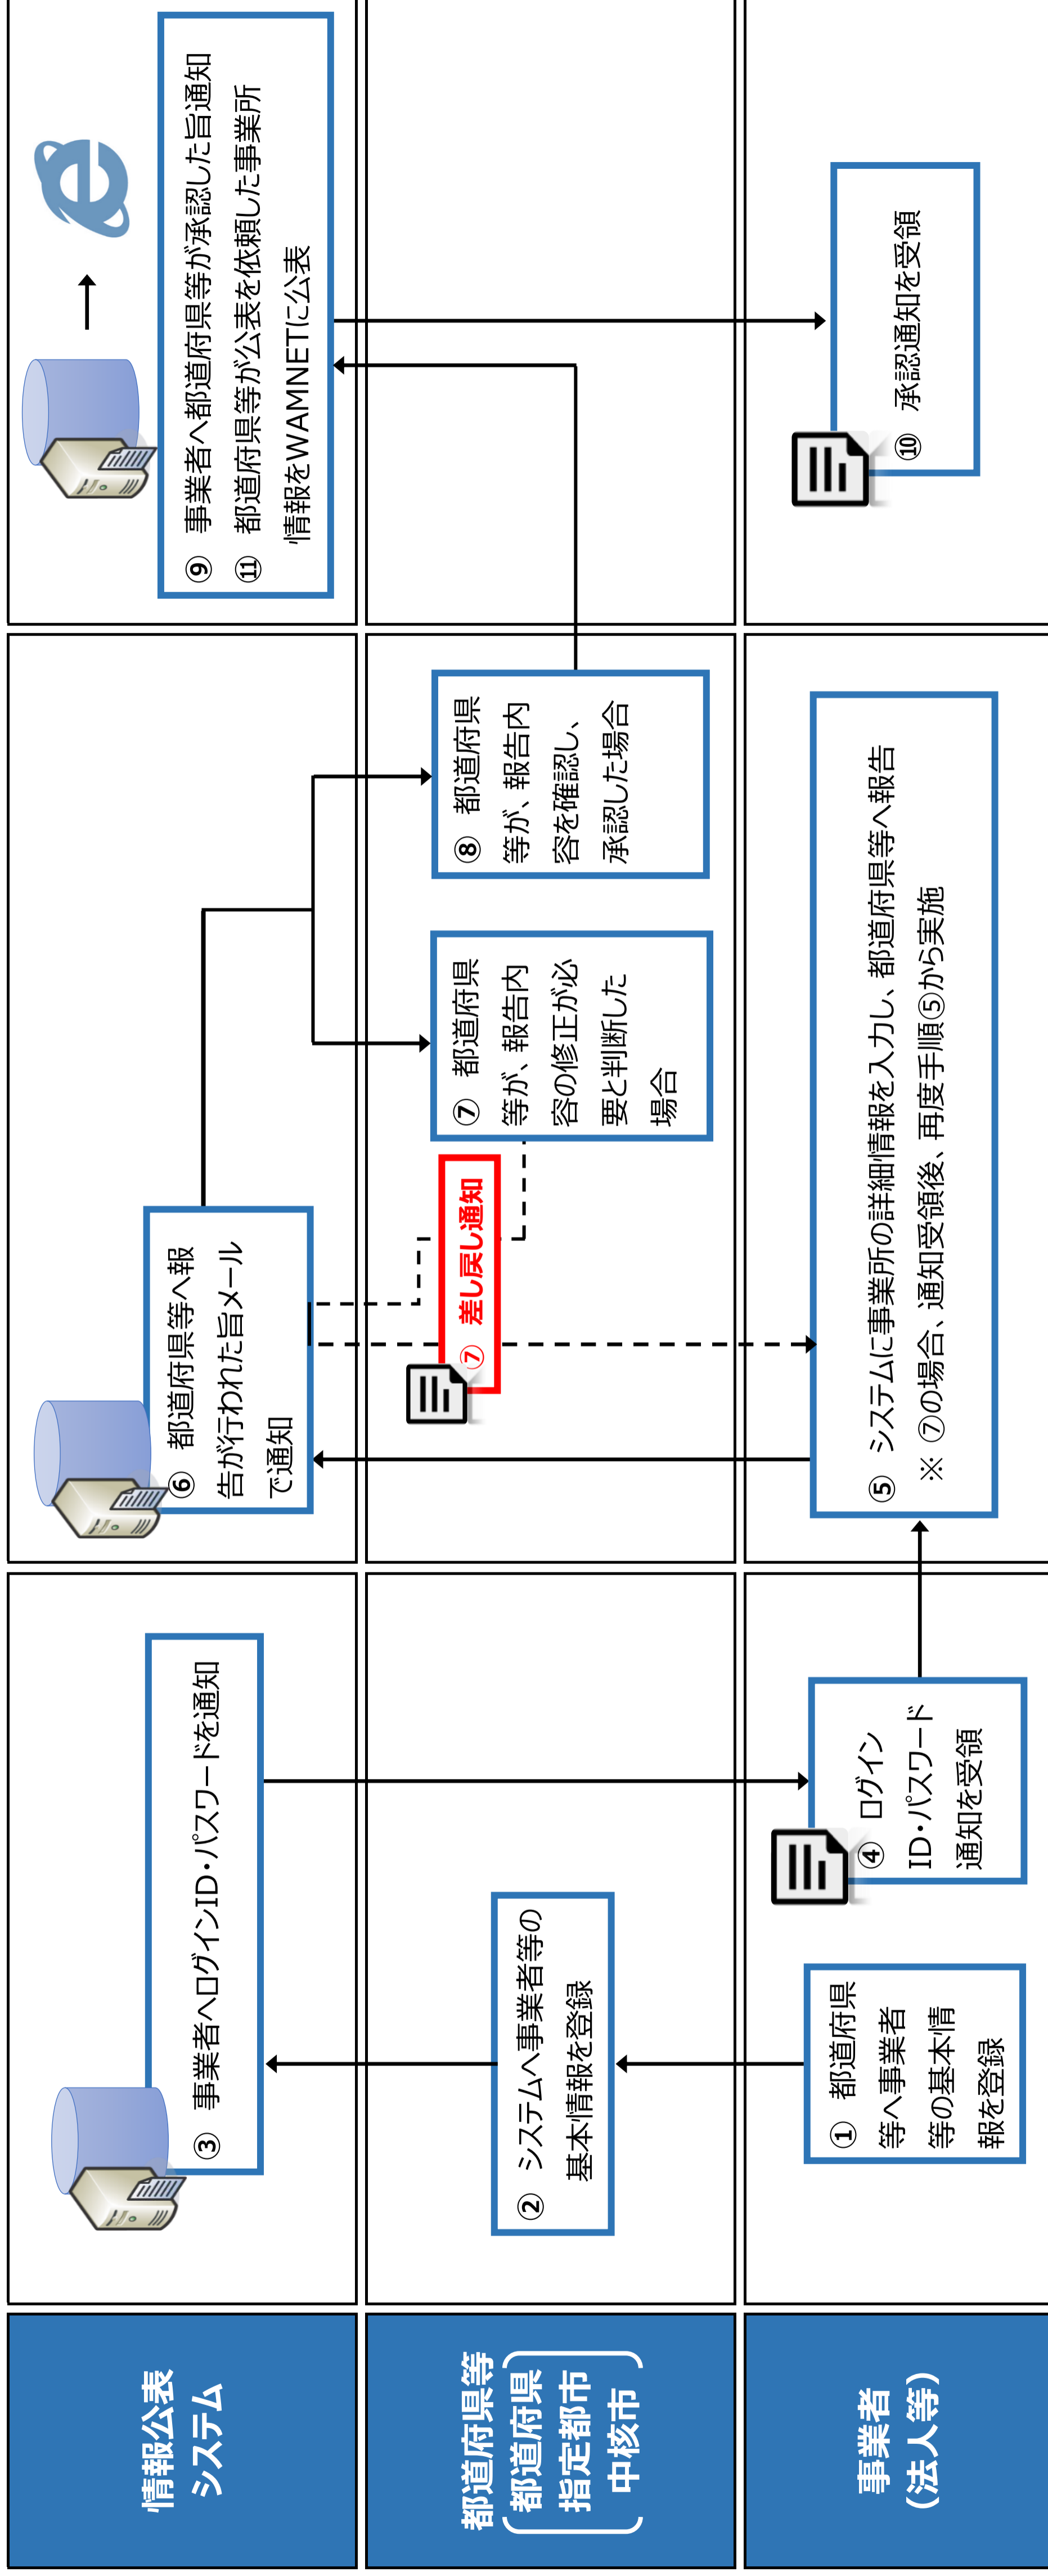 情報公表
システム
③ 事業者へログインID・パスワードを通知
⑥ 都道府県等へ報
告が行われた旨メール
で通知
⑨ 事業者へ都道府県等が承認した旨通知
⑪ 都道府県等が公表を依頼した事業所
情報をWAMNETに公表
都道府県等
都道府県
指定都市
中核市
② システムへ事業者等の
基本情報を登録
⑦ 差し戻し通知
⑦ 都道府県
等が、報告内
容の修正が必
要と判断した
場合
⑧ 都道府県
等が、報告内
容を確認し、
承認した場合
事業者
(法人等)
① 都道府県
等へ事業者
等の基本情
報を登録
④ ログイン
ID・パスワード
通知を受領
⑤ システムに事業所の詳細情報を入力し、都道府県等へ報告
※ ⑦の場合、通知受領後、再度手順⑤から実施
⑩ 承認通知を受領